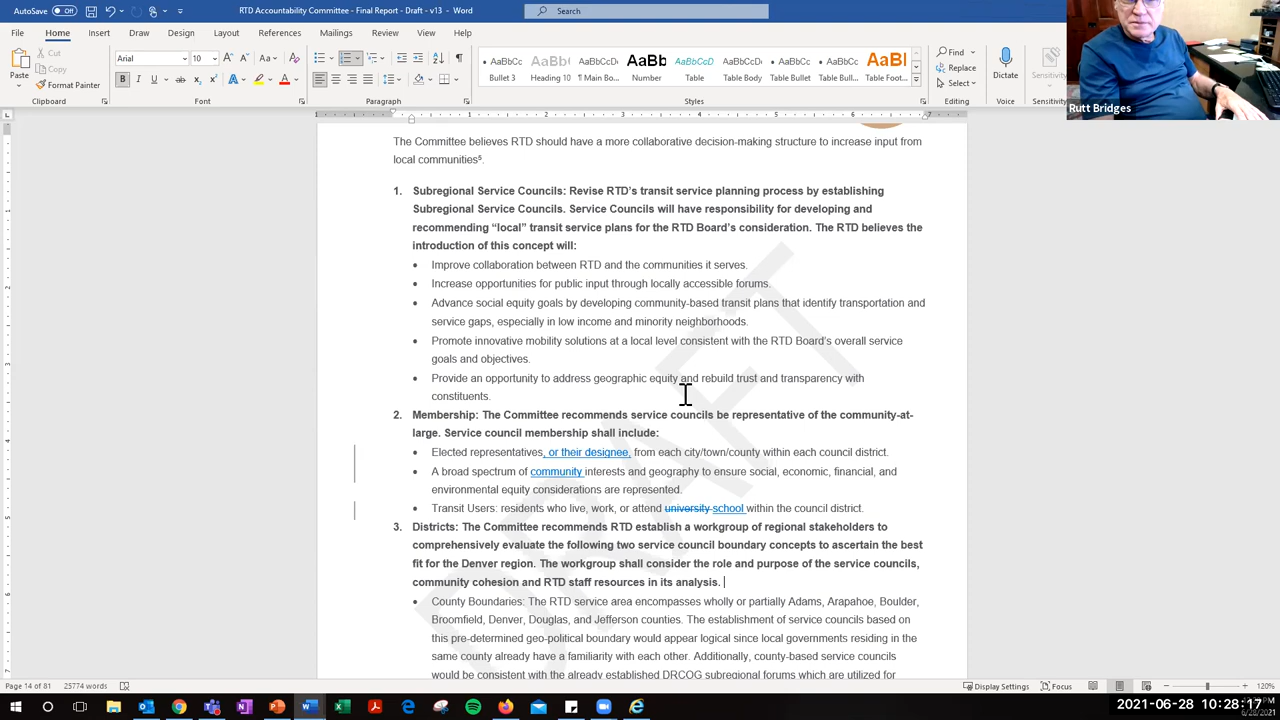 AutoSave Off RTD Accountability Committee - Final Report - Draft - v13 - Word Search
File Home Insert Draw Design Layout References Mailings Review View Help
Paste Cut Copy Format Painter Clipboard
Arial 10 Font
Paragraph
AaBbCc AaBbCc AaBbCcDc AaBbC AaBbCcD AaBbCc AaBbCcDc AaBbCcDc AaBI
Bullet 3 Heading 10 ¶ Main Bo... Number Table Table Body Table Bullet Table Bull... Table Foot...
Styles
Find Replace Select Editing
Dictate Voice
Sensitivity Sensitivity
Rutt Bridges
The Committee believes RTD should have a more collaborative decision-making structure to increase input from
local communities⁵.
1. Subregional Service Councils: Revise RTD’s transit service planning process by establishing
Subregional Service Councils. Service Councils will have responsibility for developing and
recommending “local” transit service plans for the RTD Board’s consideration. The RTD believes the
introduction of this concept will:
• Improve collaboration between RTD and the communities it serves.
• Increase opportunities for public input through locally accessible forums.
• Advance social equity goals by developing community-based transit plans that identify transportation and
service gaps, especially in low income and minority neighborhoods.
• Promote innovative mobility solutions at a local level consistent with the RTD Board’s overall service
goals and objectives.
• Provide an opportunity to address geographic equity and rebuild trust and transparency with
constituents.
2. Membership: The Committee recommends service councils be representative of the community-at-
large. Service council membership shall include:
• Elected representatives, or their designee, from each city/town/county within each council district.
• A broad spectrum of community interests and geography to ensure social, economic, financial, and
environmental equity considerations are represented.
• Transit Users: residents who live, work, or attend university school within the council district.
3. Districts: The Committee recommends RTD establish a workgroup of regional stakeholders to
comprehensively evaluate the following two service council boundary concepts to ascertain the best
fit for the Denver region. The workgroup shall consider the role and purpose of the service councils,
community cohesion and RTD staff resources in its analysis.
• County Boundaries: The RTD service area encompasses wholly or partially Adams, Arapahoe, Boulder,
Broomfield, Denver, Douglas, and Jefferson counties. The establishment of service councils based on
this pre-determined geo-political boundary would appear logical since local governments residing in the
same county already have a familiarity with each other. Additionally, county-based service councils
would be consistent with the already established DRCOG subregional forums which are utilized for
DRAFT
Page 14 of 81 25774 words Display Settings Focus 120%
2021-06-28 10:28:17